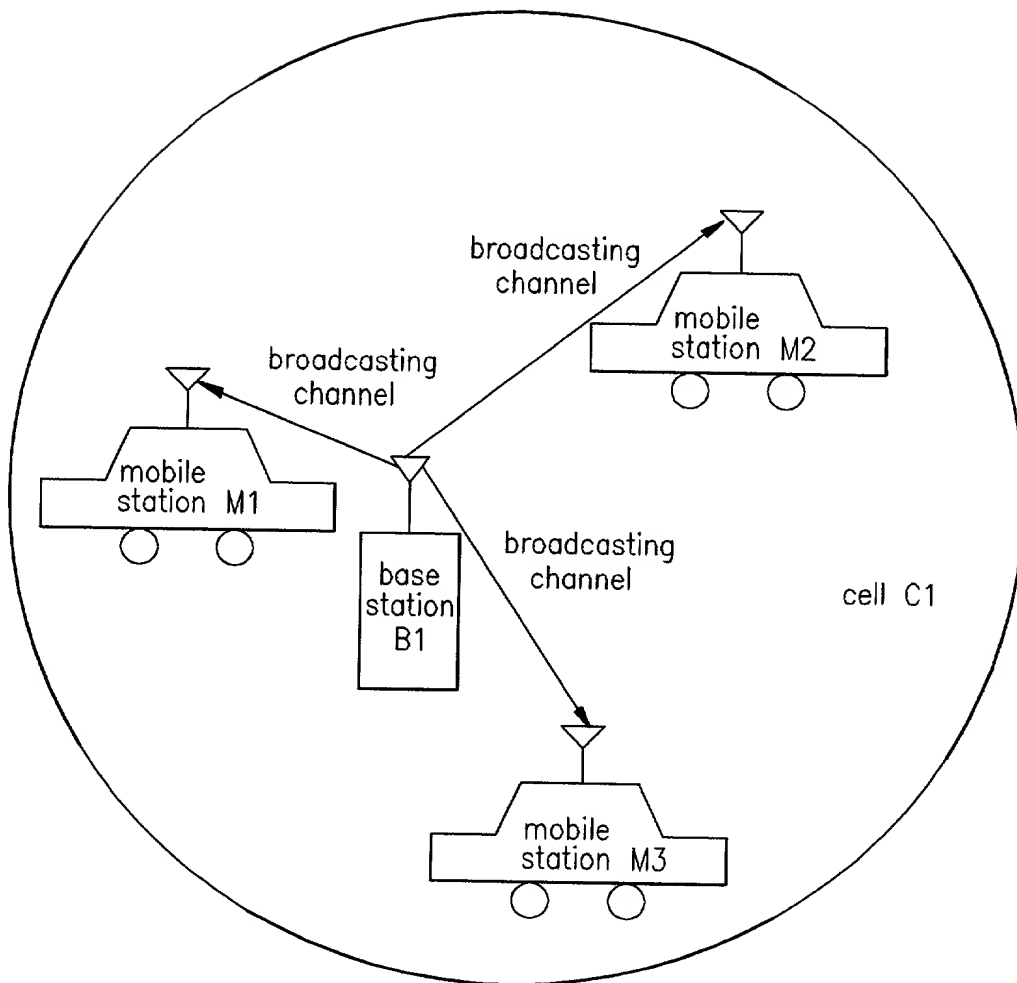 broadcasting
channel
mobile
station M2
broadcasting
channel
mobile
station M1
broadcasting
channel
base
station
B1
cell C1
mobile
station M3